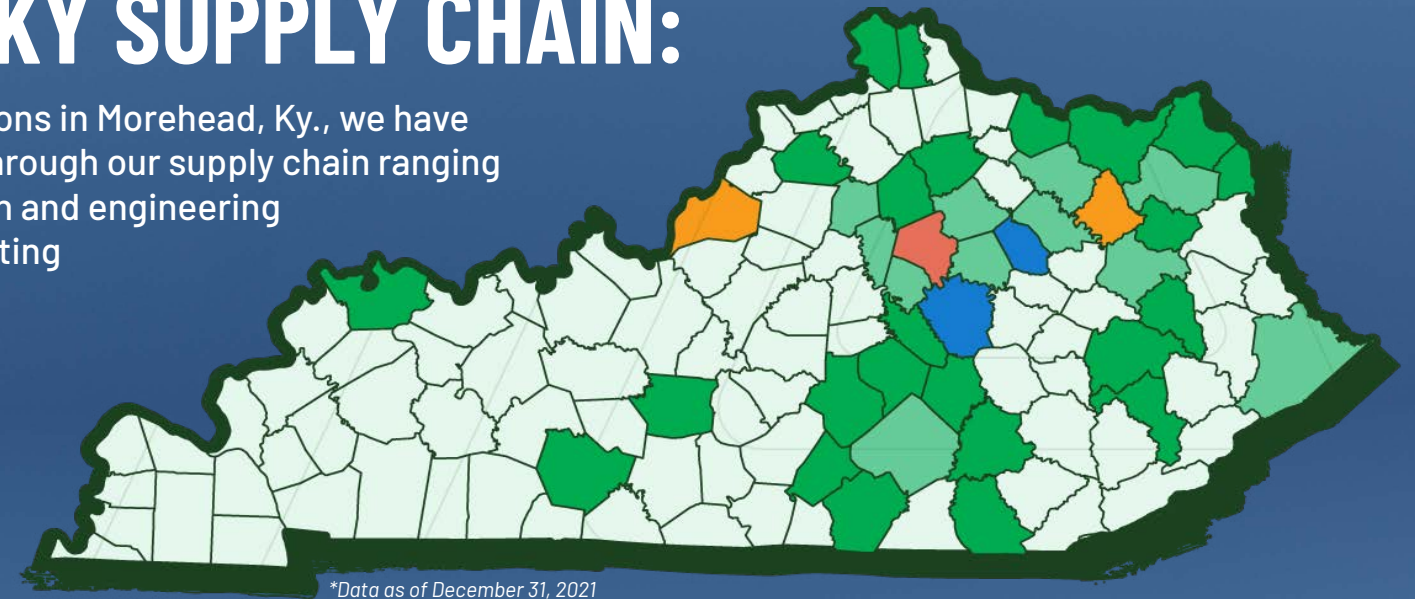 KY SUPPLY CHAIN:
ons in Morehead, Ky., we have
hrough our supply chain ranging
and engineering
ting
*Data as of December 31, 2021